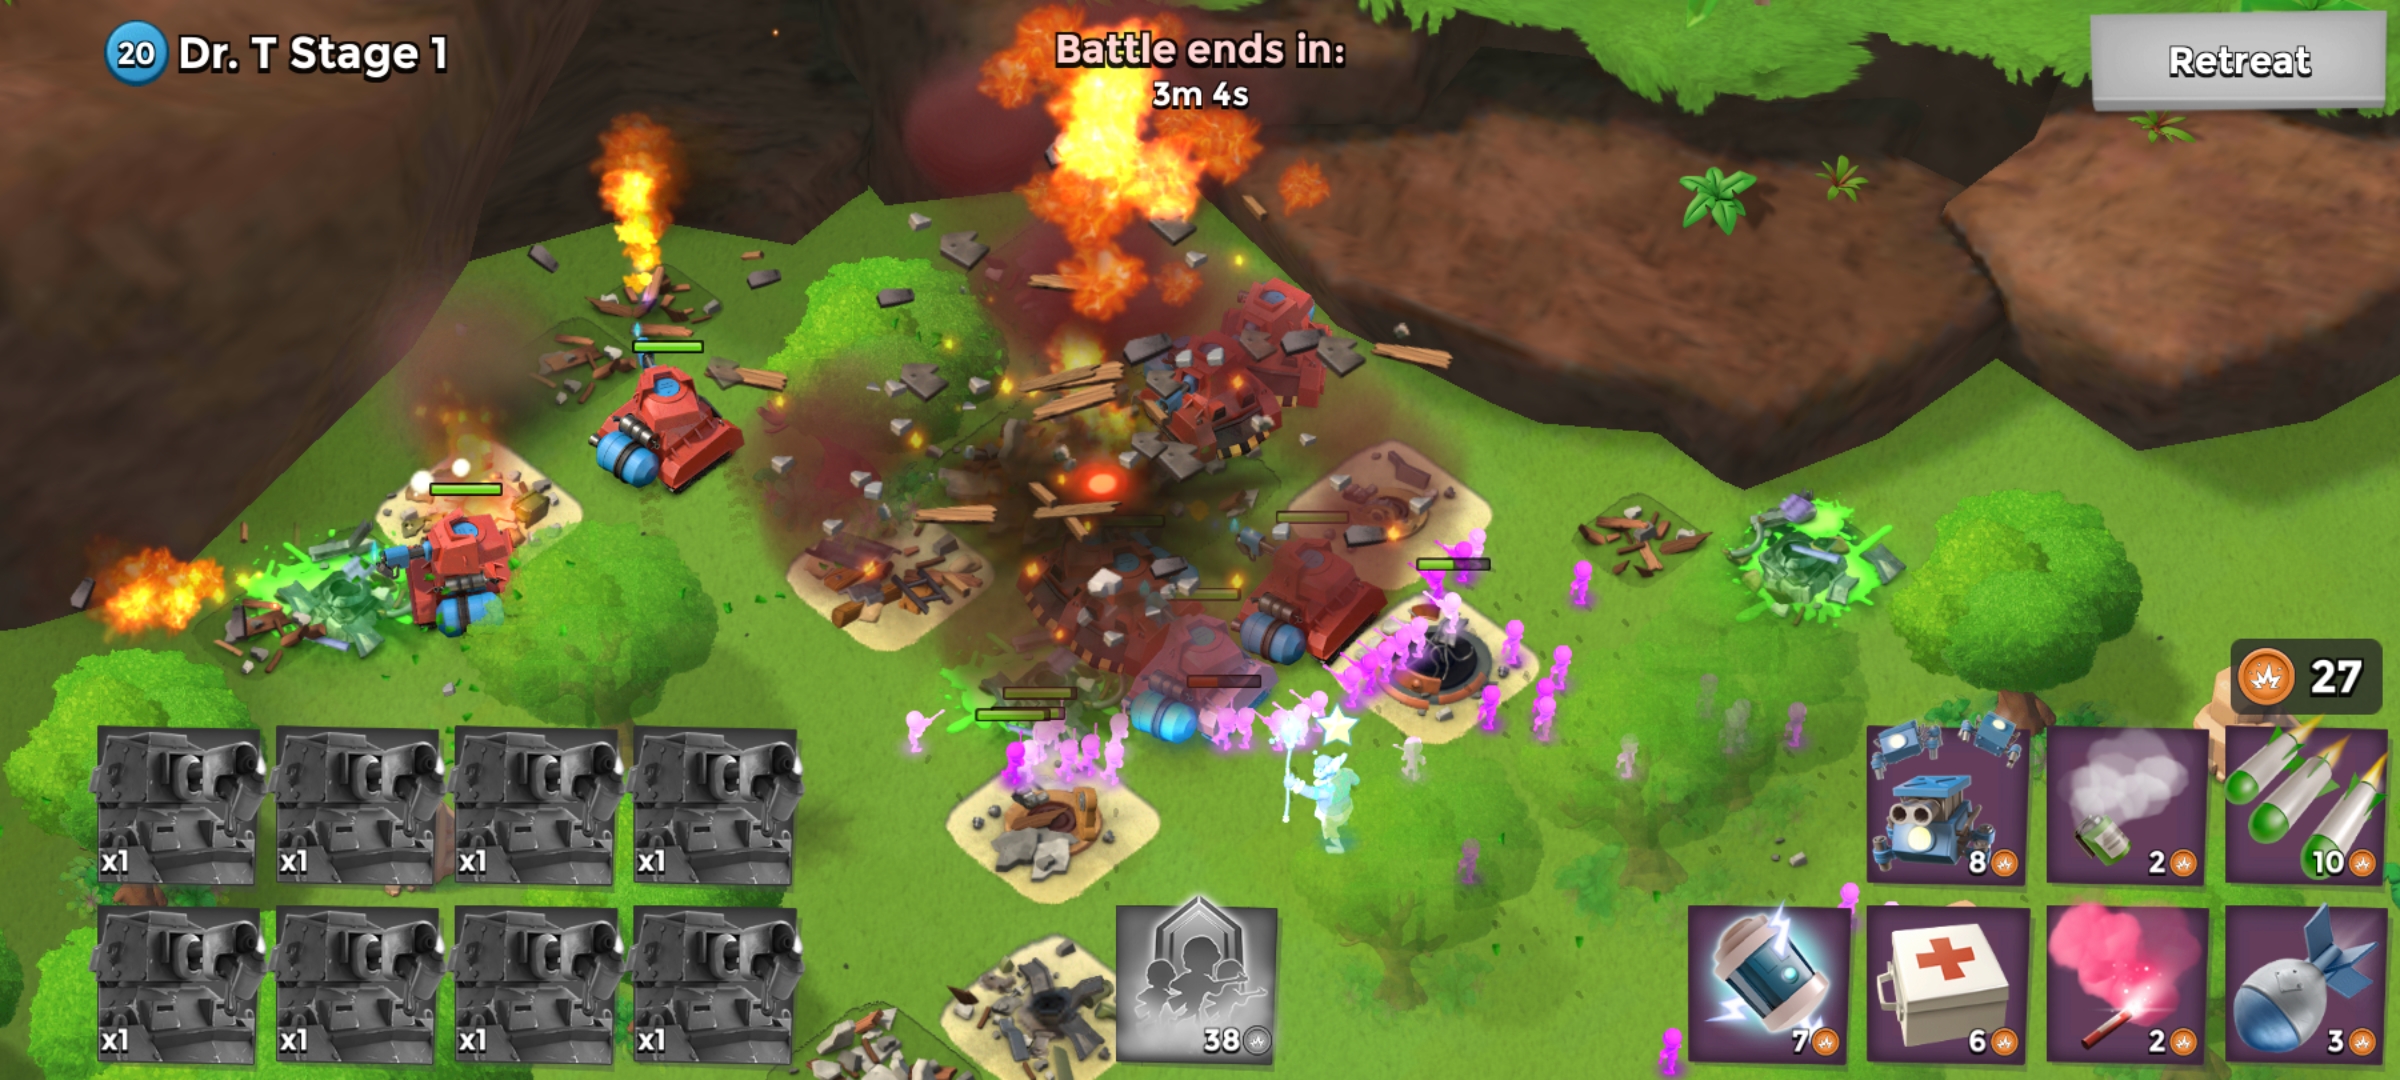 20 Dr. T Stage 1
Battle ends in:
3m 4s
Retreat
27
x1 x1 x1 x1
8 2 10
x1 x1 x1 x1
38
7 6 2 3